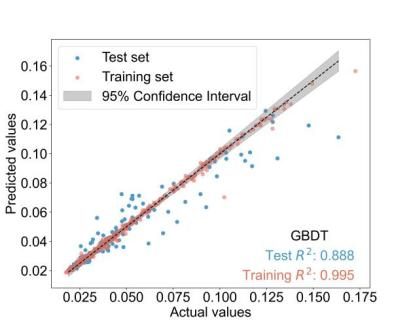 Test set
Training set
95% Confidence Interval
0.16
0.14
0.12
0.10
0.08
0.06
0.04
0.02
Predicted values
GBDT
Test R²: 0.888
Training R²: 0.995
0.025 0.050 0.075 0.100 0.125 0.150 0.175
Actual values